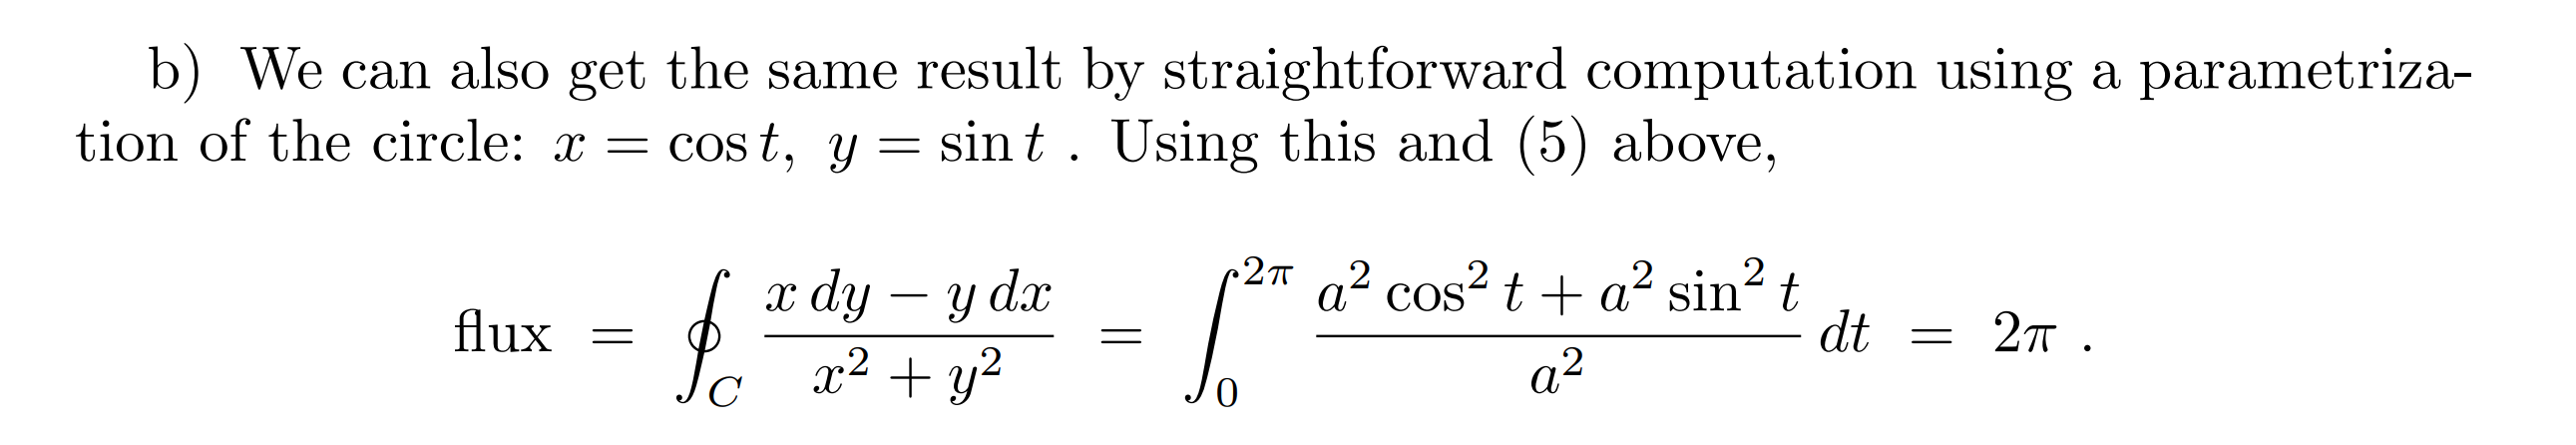 b) We can also get the same result by straightforward computation using a parametriza-
tion of the circle: x = cos t, y = sin t . Using this and (5) above,
flux = ∮_C (x dy − y dx)/(x² + y²) = ∫_0^{2π} (a² cos² t + a² sin² t)/a² dt = 2π .